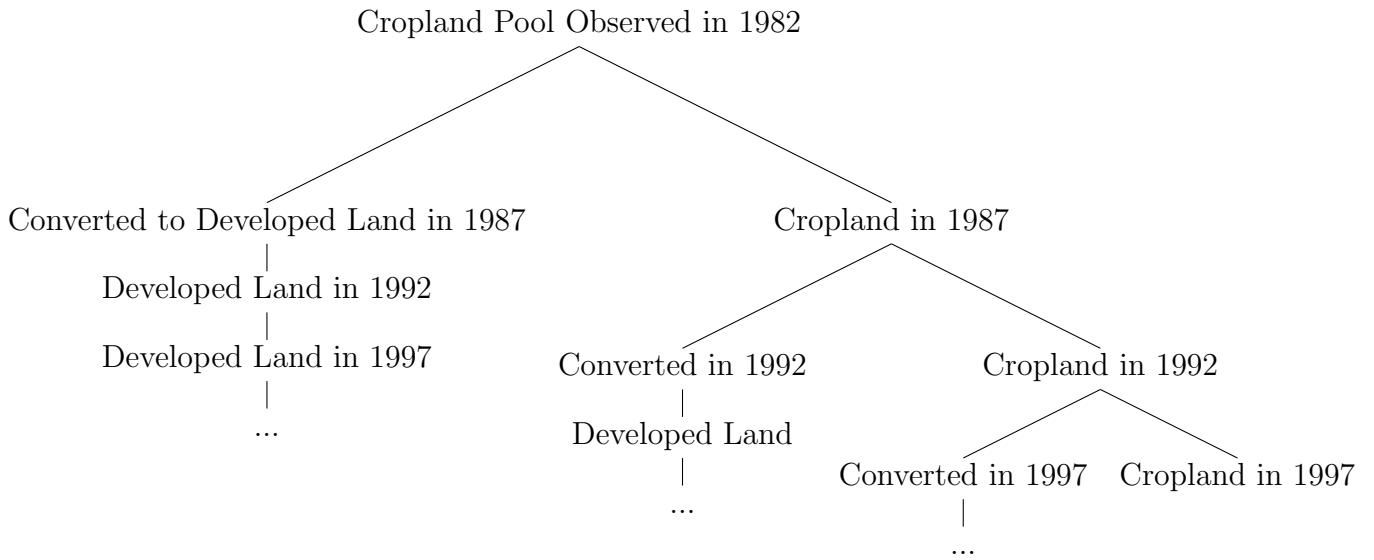 Cropland Pool Observed in 1982
Converted to Developed Land in 1987
Cropland in 1987
Developed Land in 1992
Developed Land in 1997
...
Converted in 1992
Cropland in 1992
Developed Land
...
Converted in 1997
Cropland in 1997
...